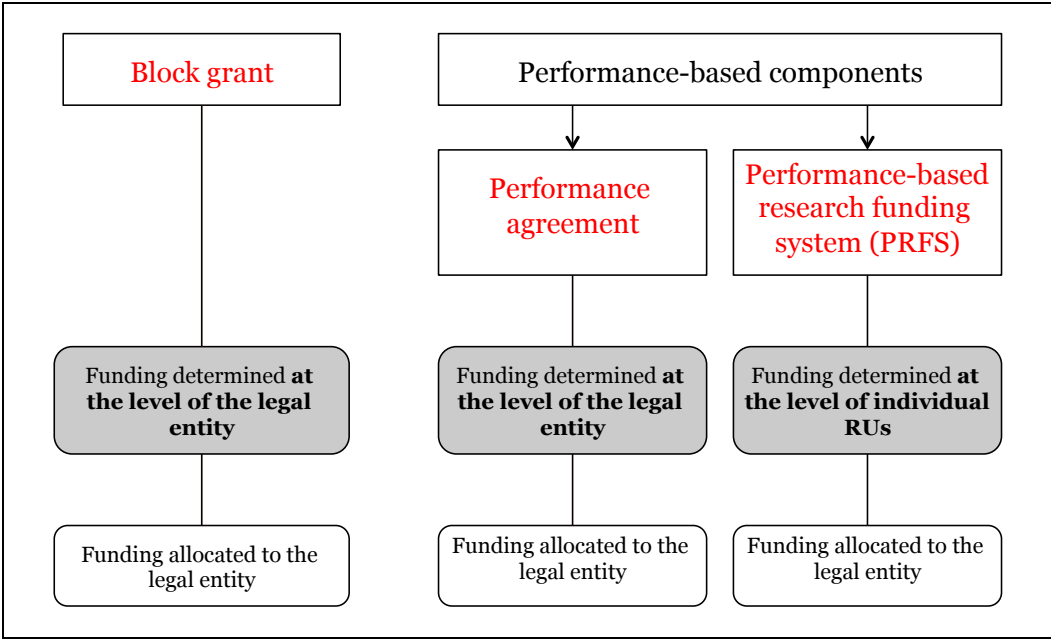 Block grant
Performance-based components
Performance
agreement
Performance-based
research funding
system (PRFS)
Funding determined at
the level of the legal
entity
Funding determined at
the level of the legal
entity
Funding determined at
the level of individual
RUs
Funding allocated to the
legal entity
Funding allocated to the
legal entity
Funding allocated to the
legal entity